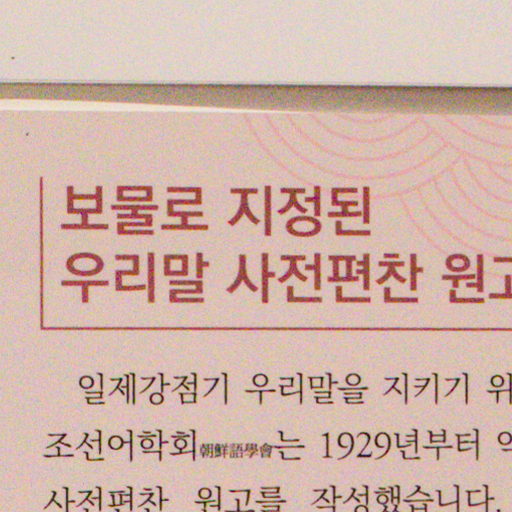 보물로 지정된
우리말 사전편찬 원고
일제강점기 우리말을 지키기 위
조선어학회朝鮮語學會는 1929년부터
사전편찬 원고를 작성했습니다.